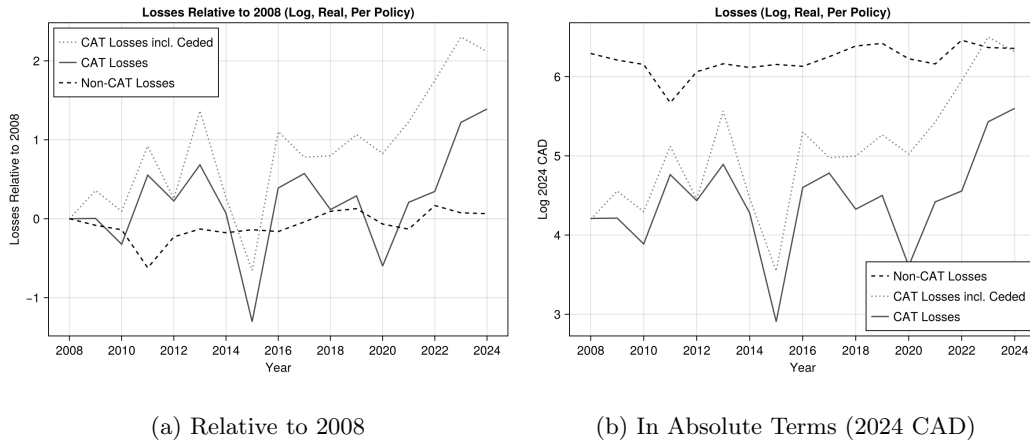 Losses Relative to 2008 (Log, Real, Per Policy)
CAT Losses incl. Ceded
CAT Losses
Non-CAT Losses
Losses Relative to 2008
2
1
0
−1
2008 2010 2012 2014 2016 2018 2020 2022 2024
Year
(a) Relative to 2008
Losses (Log, Real, Per Policy)
Log 2024 CAD
6
5
4
3
Non-CAT Losses
CAT Losses incl. Ceded
CAT Losses
2008 2010 2012 2014 2016 2018 2020 2022 2024
Year
(b) In Absolute Terms (2024 CAD)